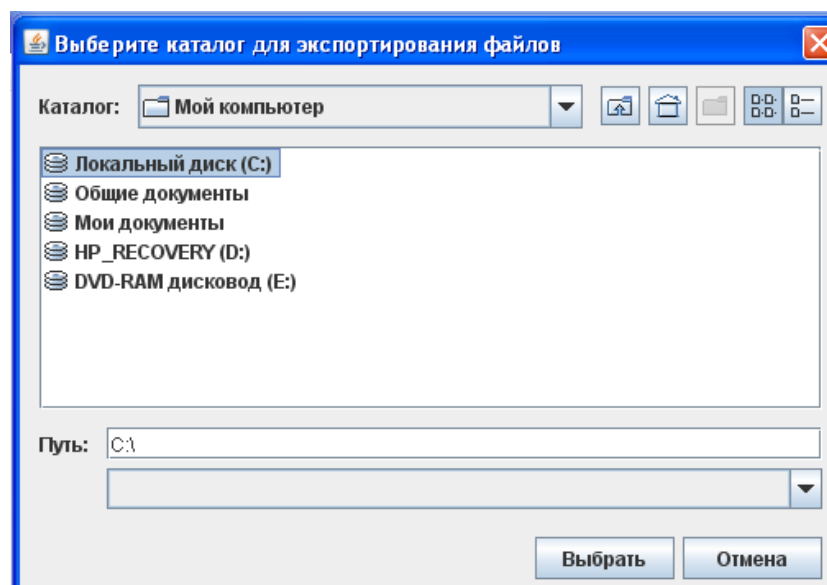 Выберите каталог для экспортирования файлов
Каталог: Мой компьютер
Локальный диск (C:)
Общие документы
Мои документы
HP_RECOVERY (D:)
DVD-RAM дисковод (E:)
Путь: C:\
Выбрать Отмена